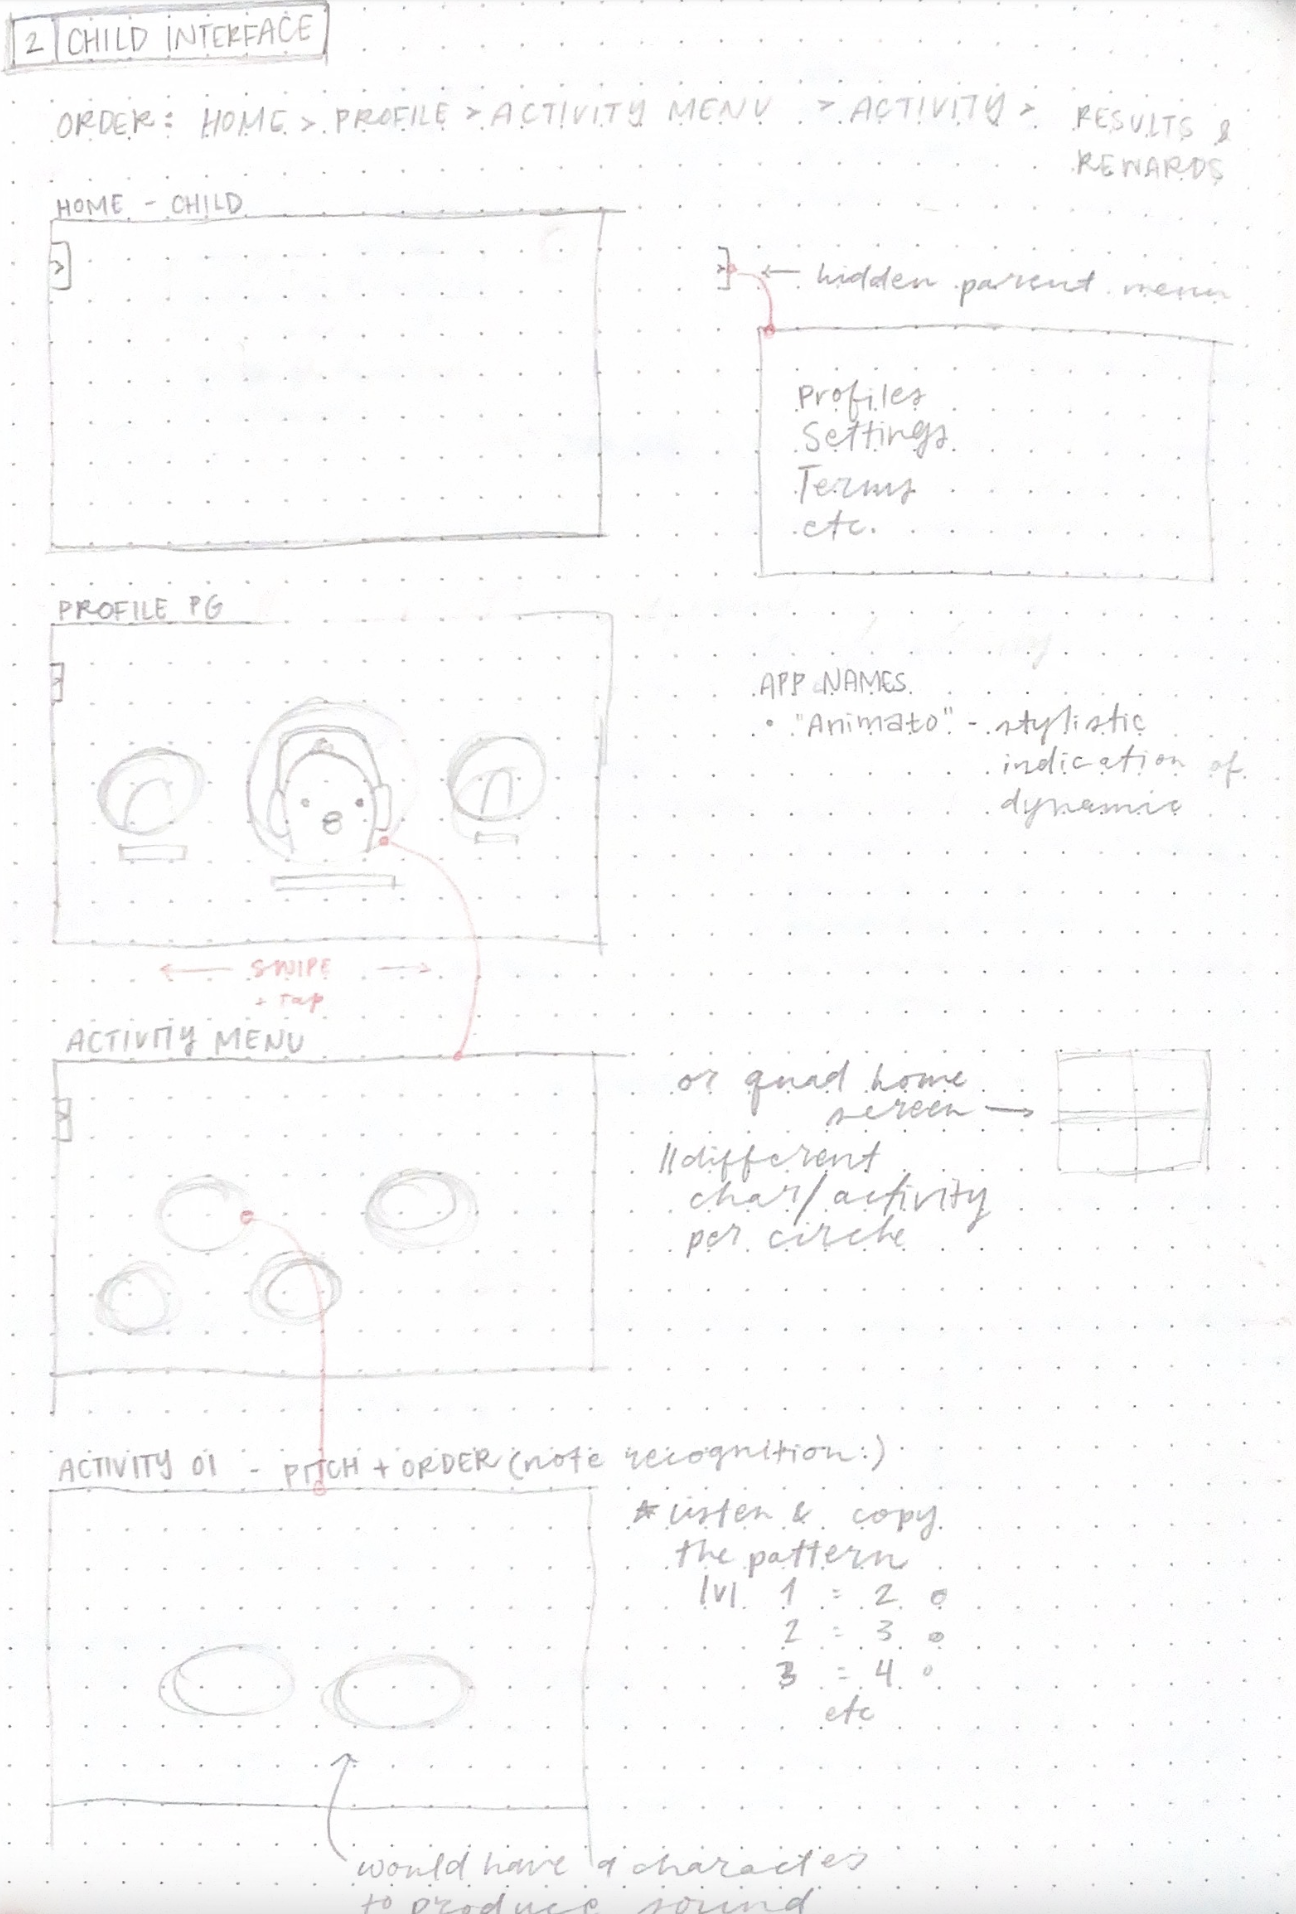 2 CHILD INTERFACE
ORDER: HOME > PROFILE > ACTIVITY MENU > ACTIVITY > RESULTS &
REWARDS
HOME - CHILD
> ← hidden parent menu
Profiles
Settings
Terms
etc.
PROFILE PG
APP NAMES
• "Animato" - stylistic
indication of
dynamic
← SWIPE →
+ Tap
ACTIVITY MENU
or quad home
screen →
// different
char/activity
per circle
ACTIVITY 01 - PITCH + ORDER (note recognition:)
* Listen & copy
the pattern
lvl 1 = 2 o
2 = 3 o
3 = 4 o
etc
would have a character
to produce sound